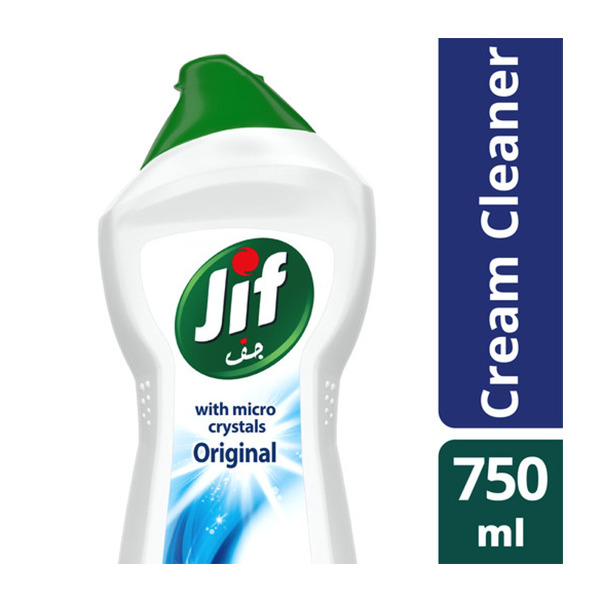 Jif
جف
with micro
crystals
Original
Cream Cleaner
750
ml